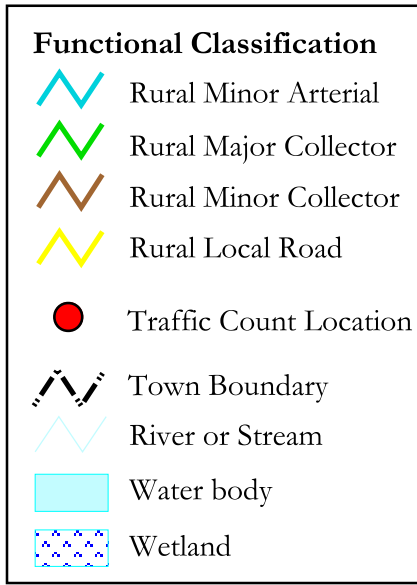 Functional Classification
Rural Minor Arterial
Rural Major Collector
Rural Minor Collector
Rural Local Road
Traffic Count Location
Town Boundary
River or Stream
Water body
Wetland